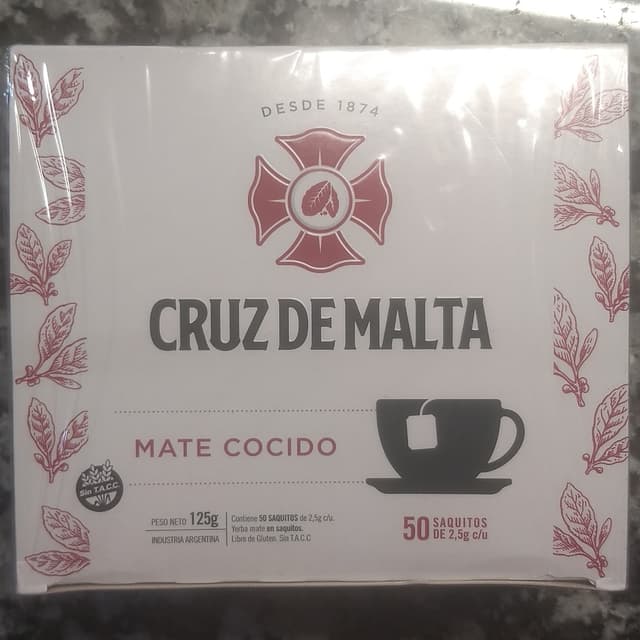 DESDE 1874
CRUZ DE MALTA
MATE COCIDO
Sin T.A.C.C.
PESO NETO 125g
INDUSTRIA ARGENTINA
Contiene 50 SAQUITOS de 2,5g c/u.
Yerba mate en saquitos.
Libre de Gluten. Sin T.A.C.C
50 SAQUITOS
DE 2,5g c/u